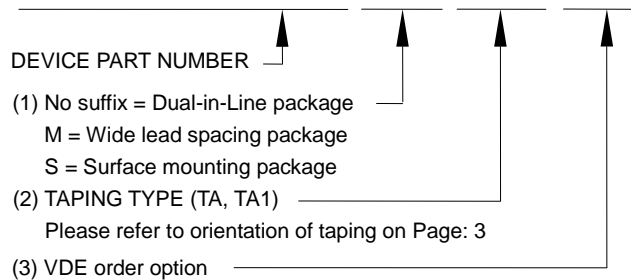 DEVICE PART NUMBER
(1) No suffix = Dual-in-Line package
M = Wide lead spacing package
S = Surface mounting package
(2) TAPING TYPE (TA, TA1)
Please refer to orientation of taping on Page: 3
(3) VDE order option